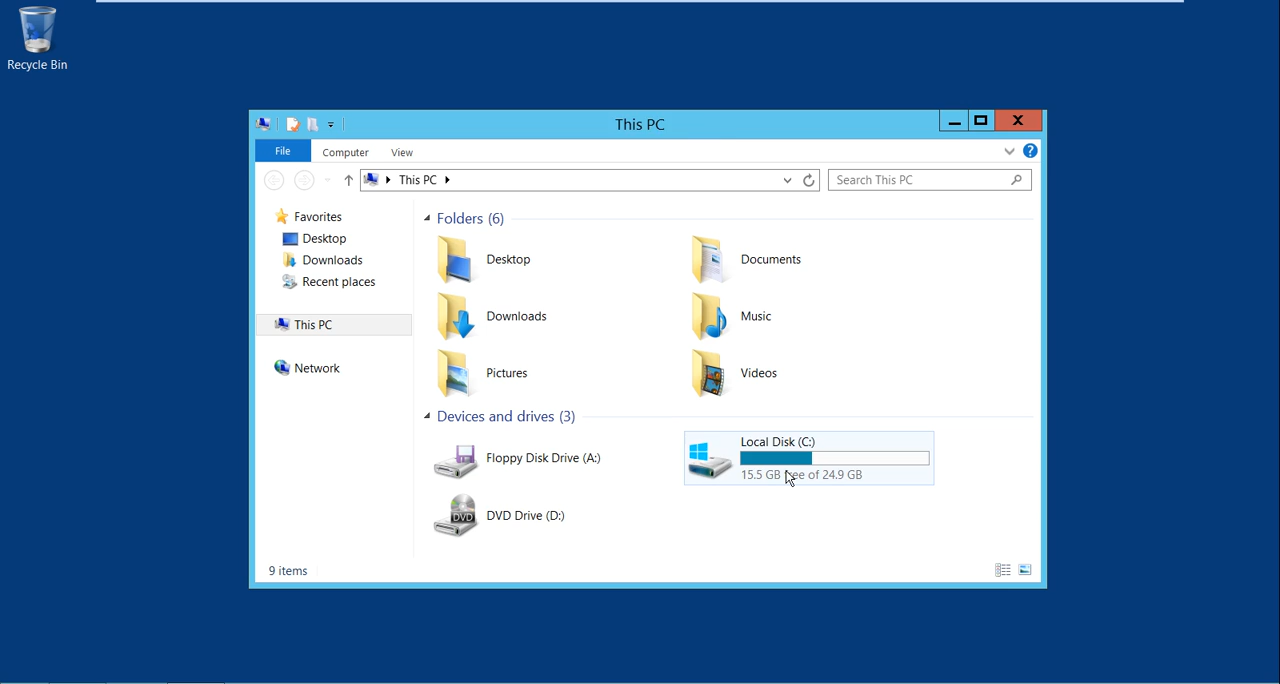 Recycle Bin
This PC
File
Computer
View
This PC
Search This PC
Favorites
Desktop
Downloads
Recent places
This PC
Network
Folders (6)
Desktop
Documents
Downloads
Music
Pictures
Videos
Devices and drives (3)
Floppy Disk Drive (A:)
Local Disk (C:)
15.5 GB free of 24.9 GB
DVD
DVD Drive (D:)
9 items